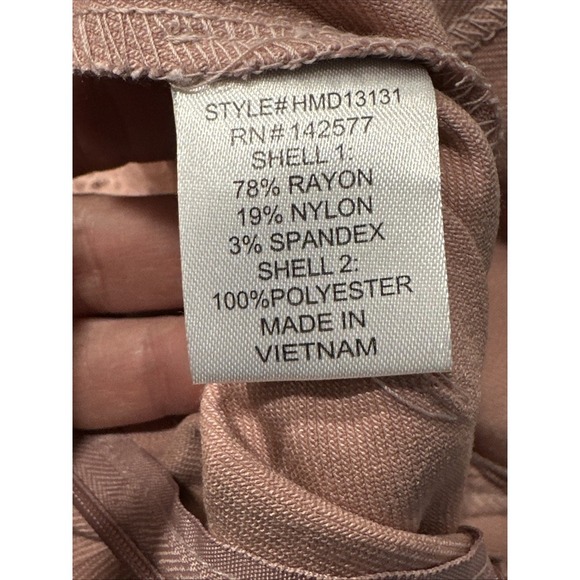 STYLE#HMD13131
RN#142577
SHELL 1:
78% RAYON
19% NYLON
3% SPANDEX
SHELL 2:
100%POLYESTER
MADE IN
VIETNAM